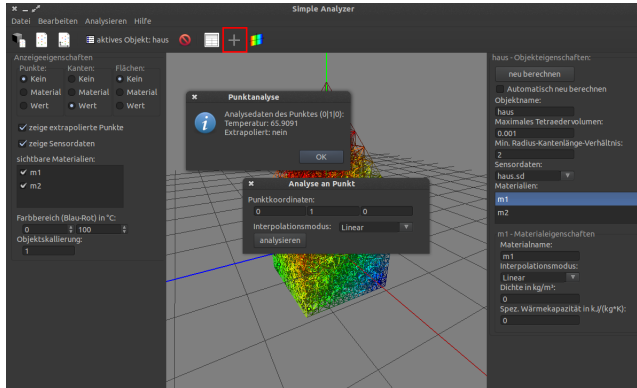 Simple Analyzer
Datei Bearbeiten Analysieren Hilfe
aktives Objekt: haus
Anzeigeeigenschaften
Punkte: Kanten: Flächen:
Kein Kein Kein
Material Material Material
Wert Wert Wert
zeige extrapolierte Punkte
zeige Sensordaten
sichtbare Materialien:
m1
m2
Farbbereich (Blau-Rot) in °C:
0 100
Objektskallierung:
1
Punktanalyse
Analysedaten des Punktes (0|1|0):
Temperatur: 65.9091
Extrapoliert: nein
OK
Analyse an Punkt
Punktkoordinaten:
0 1 0
Interpolationsmodus: Linear
analysieren
haus - Objekteigenschaften:
neu berechnen
Automatisch neu berechnen
Objektname:
haus
Maximales Tetraedervolumen:
0.001
Min. Radius-Kantenlänge-Verhältnis:
2
Sensordaten:
haus.sd
Materialien:
m1
m2
m1 - Materialeigenschaften
Materialname:
m1
Interpolationsmodus:
Linear
Dichte in kg/m³:
0
Spez. Wärmekapazität in kJ/(kg*K):
0